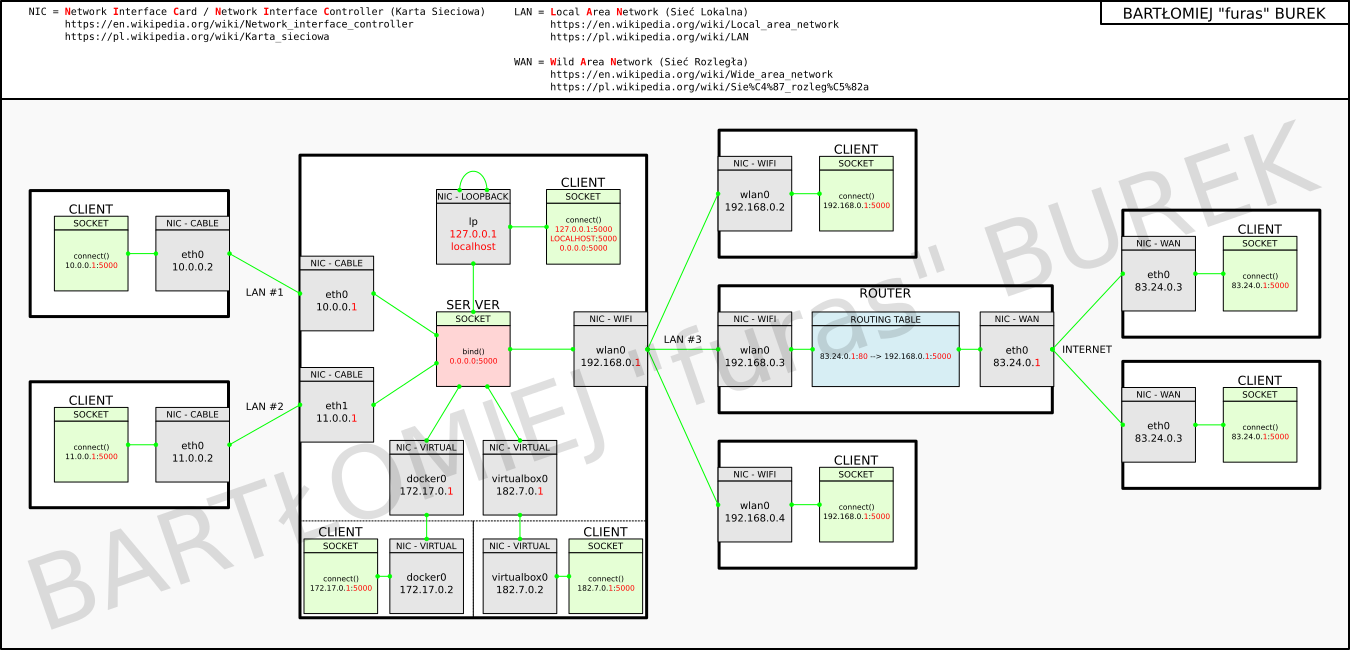 NIC = Network Interface Card / Network Interface Controller (Karta Sieciowa)
https://en.wikipedia.org/wiki/Network_interface_controller
https://pl.wikipedia.org/wiki/Karta_sieciowa
LAN = Local Area Network (Sieć Lokalna)
https://en.wikipedia.org/wiki/Local_area_network
https://pl.wikipedia.org/wiki/LAN
WAN = Wild Area Network (Sieć Rozległa)
https://en.wikipedia.org/wiki/Wide_area_network
https://pl.wikipedia.org/wiki/Sie%C4%87_rozleg%C5%82a
BARTŁOMIEJ "furas" BUREK
CLIENT
SOCKET
connect()
10.0.0.1:5000
NIC - CABLE
eth0
10.0.0.2
LAN #1
CLIENT
SOCKET
connect()
11.0.0.1:5000
NIC - CABLE
eth0
11.0.0.2
LAN #2
NIC - CABLE
eth0
10.0.0.1
NIC - CABLE
eth1
11.0.0.1
NIC - LOOPBACK
lp
127.0.0.1
localhost
CLIENT
SOCKET
connect()
127.0.0.1:5000
LOCALHOST:5000
0.0.0.0:5000
SERVER
SOCKET
bind()
0.0.0.0:5000
NIC - WIFI
wlan0
192.168.0.1
NIC - VIRTUAL
docker0
172.17.0.1
NIC - VIRTUAL
virtualbox0
182.7.0.1
CLIENT
SOCKET
connect()
172.17.0.1:5000
NIC - VIRTUAL
docker0
172.17.0.2
NIC - VIRTUAL
virtualbox0
182.7.0.2
CLIENT
SOCKET
connect()
182.7.0.1:5000
LAN #3
NIC - WIFI
wlan0
192.168.0.2
CLIENT
SOCKET
connect()
192.168.0.1:5000
ROUTER
NIC - WIFI
wlan0
192.168.0.3
ROUTING TABLE
83.24.0.1:80 --> 192.168.0.1:5000
NIC - WAN
eth0
83.24.0.1
NIC - WIFI
wlan0
192.168.0.4
CLIENT
SOCKET
connect()
192.168.0.1:5000
INTERNET
NIC - WAN
eth0
83.24.0.3
CLIENT
SOCKET
connect()
83.24.0.1:5000
NIC - WAN
eth0
83.24.0.3
CLIENT
SOCKET
connect()
83.24.0.1:5000
BARTŁOMIEJ "furas" BUREK